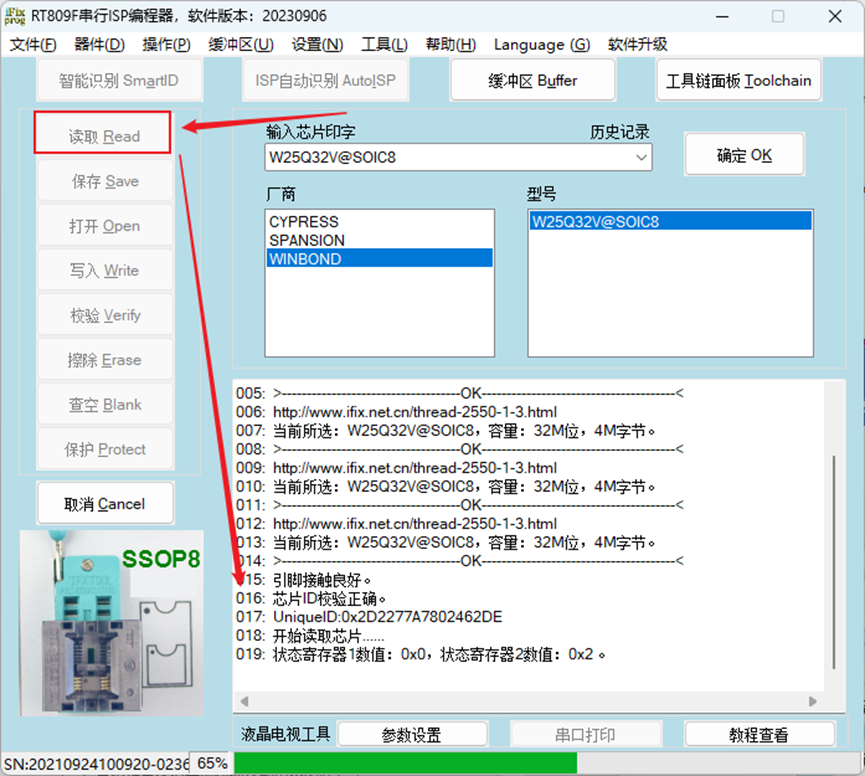 iFix
prog
RT809F串行ISP编程器，软件版本：20230906
文件(F) 器件(D) 操作(P) 缓冲区(U) 设置(N) 工具(L) 帮助(H) Language (G) 软件升级
智能识别 SmartID
ISP自动识别 AutoISP
缓冲区 Buffer
工具链面板 Toolchain
读取 Read
保存 Save
打开 Open
写入 Write
校验 Verify
擦除 Erase
查空 Blank
保护 Protect
取消 Cancel
输入芯片印字
历史记录
W25Q32V@SOIC8
确定 OK
厂商
型号
CYPRESS
SPANSION
WINBOND
W25Q32V@SOIC8
005: >----------------------------------OK-------------------------------------<
006: http://www.ifix.net.cn/thread-2550-1-3.html
007: 当前所选：W25Q32V@SOIC8，容量：32M位，4M字节。
008: >----------------------------------OK-------------------------------------<
009: http://www.ifix.net.cn/thread-2550-1-3.html
010: 当前所选：W25Q32V@SOIC8，容量：32M位，4M字节。
011: >----------------------------------OK-------------------------------------<
012: http://www.ifix.net.cn/thread-2550-1-3.html
013: 当前所选：W25Q32V@SOIC8，容量：32M位，4M字节。
014: >----------------------------------OK-------------------------------------<
015: 引脚接触良好。
016: 芯片ID校验正确。
017: UniqueID:0x2D2277A7802462DE
018: 开始读取芯片......
019: 状态寄存器1数值：0x0，状态寄存器2数值：0x2 。
SSOP8
液晶电视工具
参数设置
串口打印
教程查看
SN:20210924100920-0236
65%